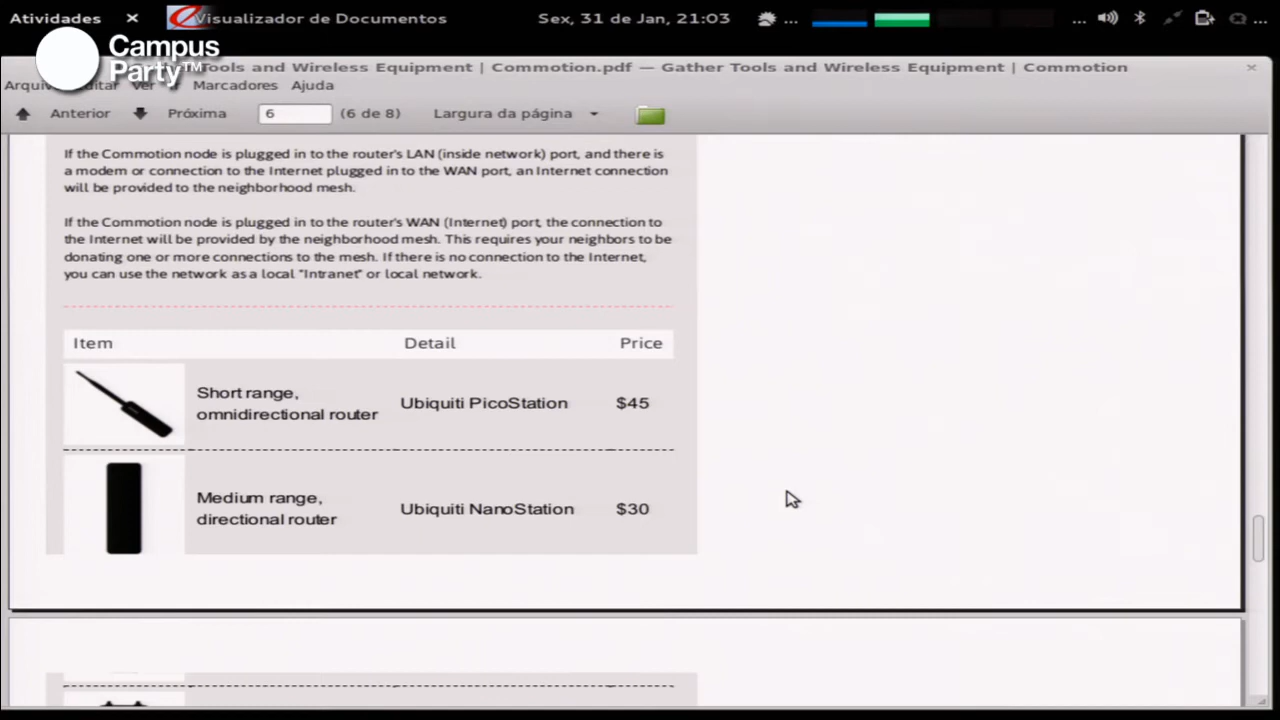 Atividades
Visualizador de Documentos
Sex, 31 de Jan, 21:03
Campus
Party™
Tools and Wireless Equipment | Commotion.pdf — Gather Tools and Wireless Equipment | Commotion
Marcadores Ajuda
Anterior Próxima 6 (6 de 8) Largura da página
If the Commotion node is plugged in to the router's LAN (inside network) port, and there is
a modem or connection to the Internet plugged in to the WAN port, an Internet connection
will be provided to the neighborhood mesh.
If the Commotion node is plugged in to the router's WAN (Internet) port, the connection to
the Internet will be provided by the neighborhood mesh. This requires your neighbors to be
donating one or more connections to the mesh. If there is no connection to the Internet,
you can use the network as a local "Intranet" or local network.
Item Detail Price
Short range,
omnidirectional router
Ubiquiti PicoStation $45
Medium range,
directional router
Ubiquiti NanoStation $30